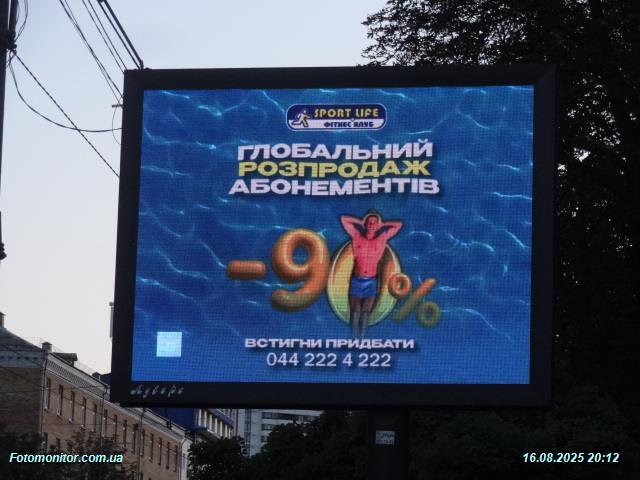 SPORT LIFE
ФІТНЕС КЛУБ
ГЛОБАЛЬНИЙ
РОЗПРОДАЖ
АБОНЕМЕНТІВ
-90%
ВСТИГНИ ПРИДБАТИ
044 222 4 222
Fotomonitor.com.ua
16.08.2025 20:12